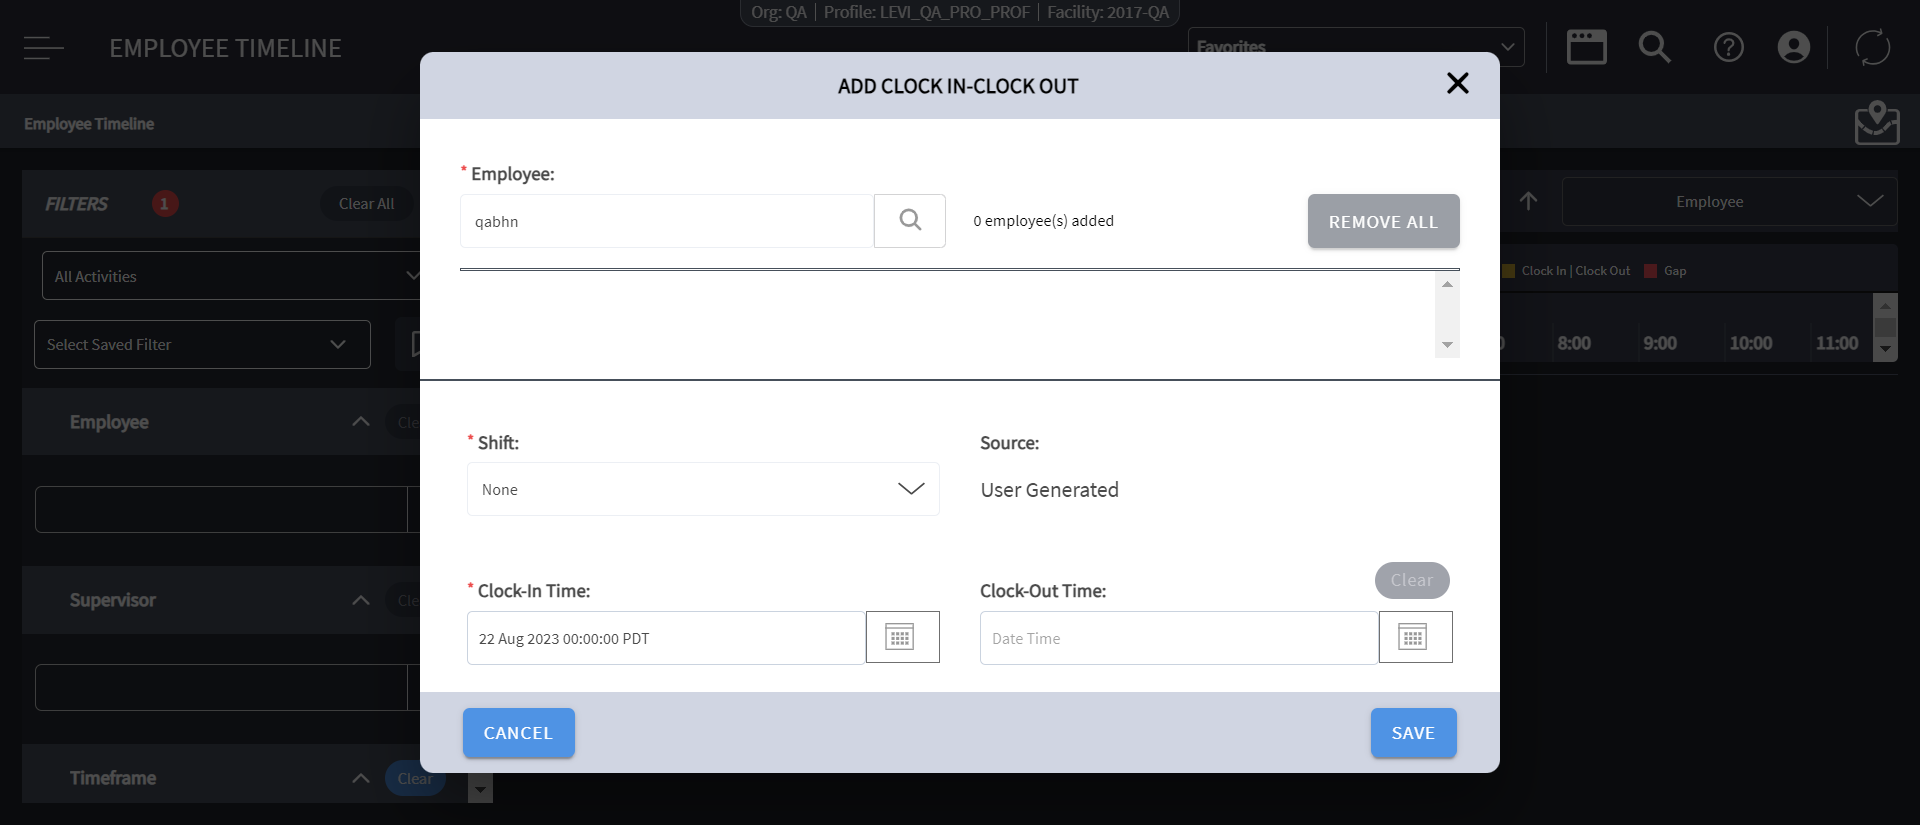 Org: QA | Profile: LEVI_QA_PRO_PROF | Facility: 2017-QA
EMPLOYEE TIMELINE
Favorites
Employee Timeline
ADD CLOCK IN-CLOCK OUT
FILTERS 1 Clear All
All Activities
Select Saved Filter
Employee
Supervisor
Timeframe Clear
* Employee:
qabhn
0 employee(s) added
REMOVE ALL
* Shift:
None
Source:
User Generated
* Clock-In Time:
22 Aug 2023 00:00:00 PDT
Clock-Out Time:
Clear
Date Time
CANCEL
SAVE
Employee
Clock In | Clock Out Gap
8:00 9:00 10:00 11:00